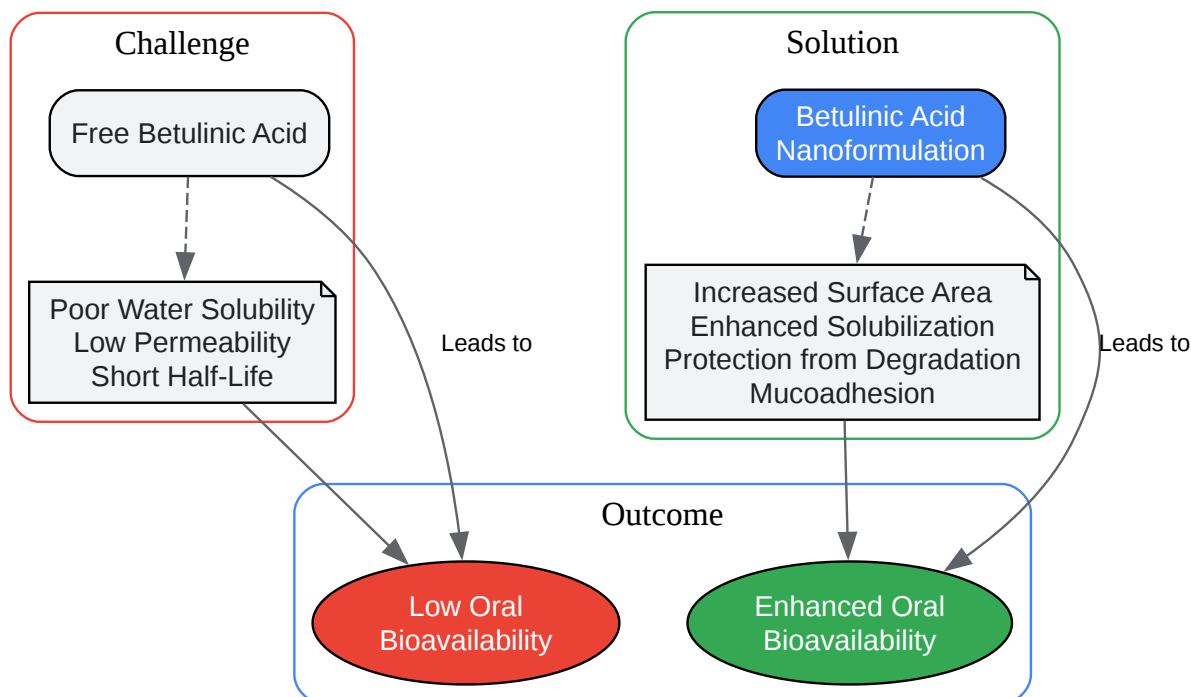 Challenge
Free Betulinic Acid
Poor Water Solubility
Low Permeability
Short Half-Life
Leads to
Solution
Betulinic Acid
Nanoformulation
Increased Surface Area
Enhanced Solubilization
Protection from Degradation
Mucoadhesion
Leads to
Outcome
Low Oral
Bioavailability
Enhanced Oral
Bioavailability